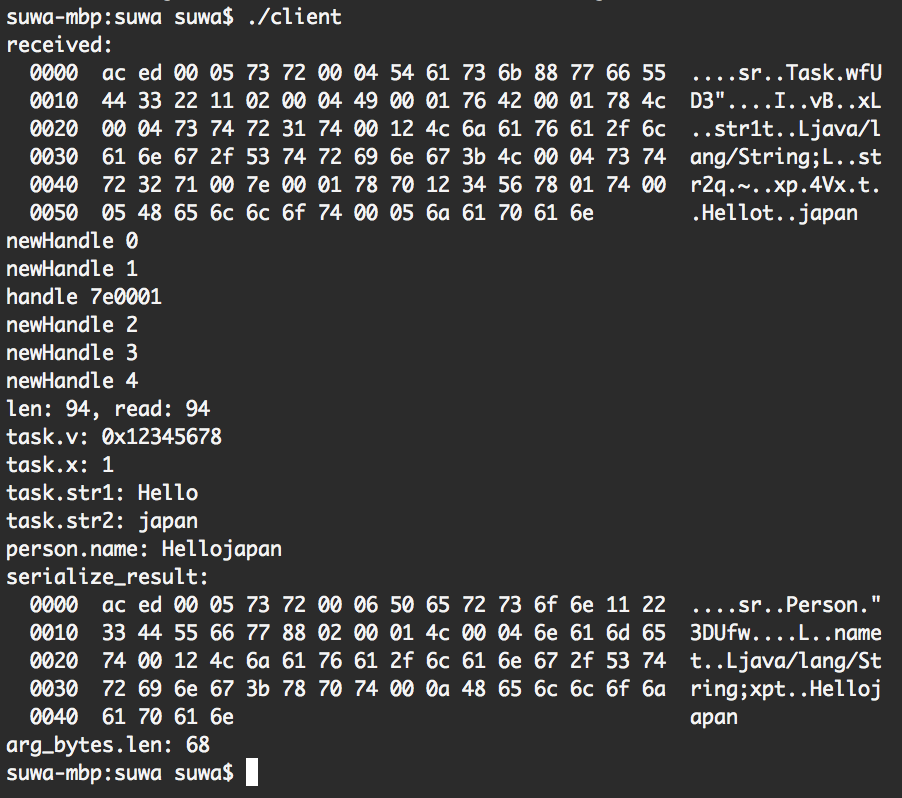 suwa-mbp:suwa suwa$ ./client
received:
  0000  ac ed 00 05 73 72 00 04 54 61 73 6b 88 77 66 55  ....sr..Task.wfU
  0010  44 33 22 11 02 00 04 49 00 01 76 42 00 01 78 4c  D3"....I..vB..xL
  0020  00 04 73 74 72 31 74 00 12 4c 6a 61 76 61 2f 6c  ..str1t..Ljava/l
  0030  61 6e 67 2f 53 74 72 69 6e 67 3b 4c 00 04 73 74  ang/String;L..st
  0040  72 32 71 00 7e 00 01 78 70 12 34 56 78 01 74 00  r2q.~..xp.4Vx.t.
  0050  05 48 65 6c 6c 6f 74 00 05 6a 61 70 61 6e  .Hellot..japan
newHandle 0
newHandle 1
handle 7e0001
newHandle 2
newHandle 3
newHandle 4
len: 94, read: 94
task.v: 0x12345678
task.x: 1
task.str1: Hello
task.str2: japan
person.name: Hellojapan
serialize_result:
  0000  ac ed 00 05 73 72 00 06 50 65 72 73 6f 6e 11 22  ....sr..Person."
  0010  33 44 55 66 77 88 02 00 01 4c 00 04 6e 61 6d 65  3DUfw....L..name
  0020  74 00 12 4c 6a 61 76 61 2f 6c 61 6e 67 2f 53 74  t..Ljava/lang/St
  0030  72 69 6e 67 3b 78 70 74 00 0a 48 65 6c 6c 6f 6a  ring;xpt..Helloj
  0040  61 70 61 6e  apan
arg_bytes.len: 68
suwa-mbp:suwa suwa$